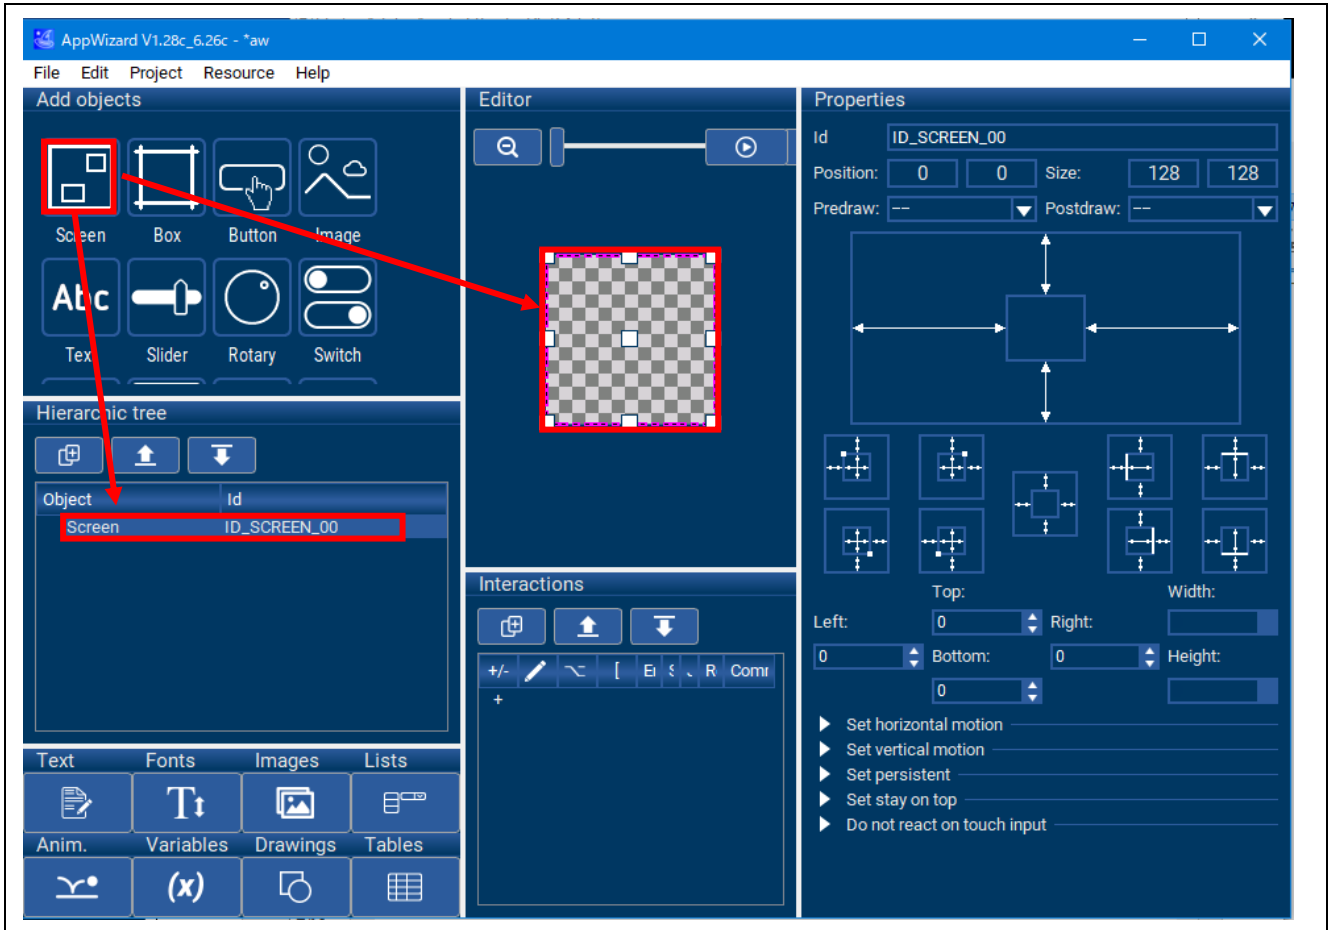 AppWizard V1.28c_6.26c - *aw
File Edit Project Resource Help
Add objects
Screen Box Button Image
Abc
Text Slider Rotary Switch
Hierarchic tree
Object Id
Screen ID_SCREEN_00
Text Fonts Images Lists
Anim. Variables Drawings Tables
(x)
Editor
Interactions
+/- [ R
+
Properties
Id ID_SCREEN_00
Position: 0 0 Size: 128 128
Predraw: -- Postdraw: --
Top: Width:
Left: 0 Right:
0 Bottom: 0 Height:
0
Set horizontal motion
Set vertical motion
Set persistent
Set stay on top
Do not react on touch input